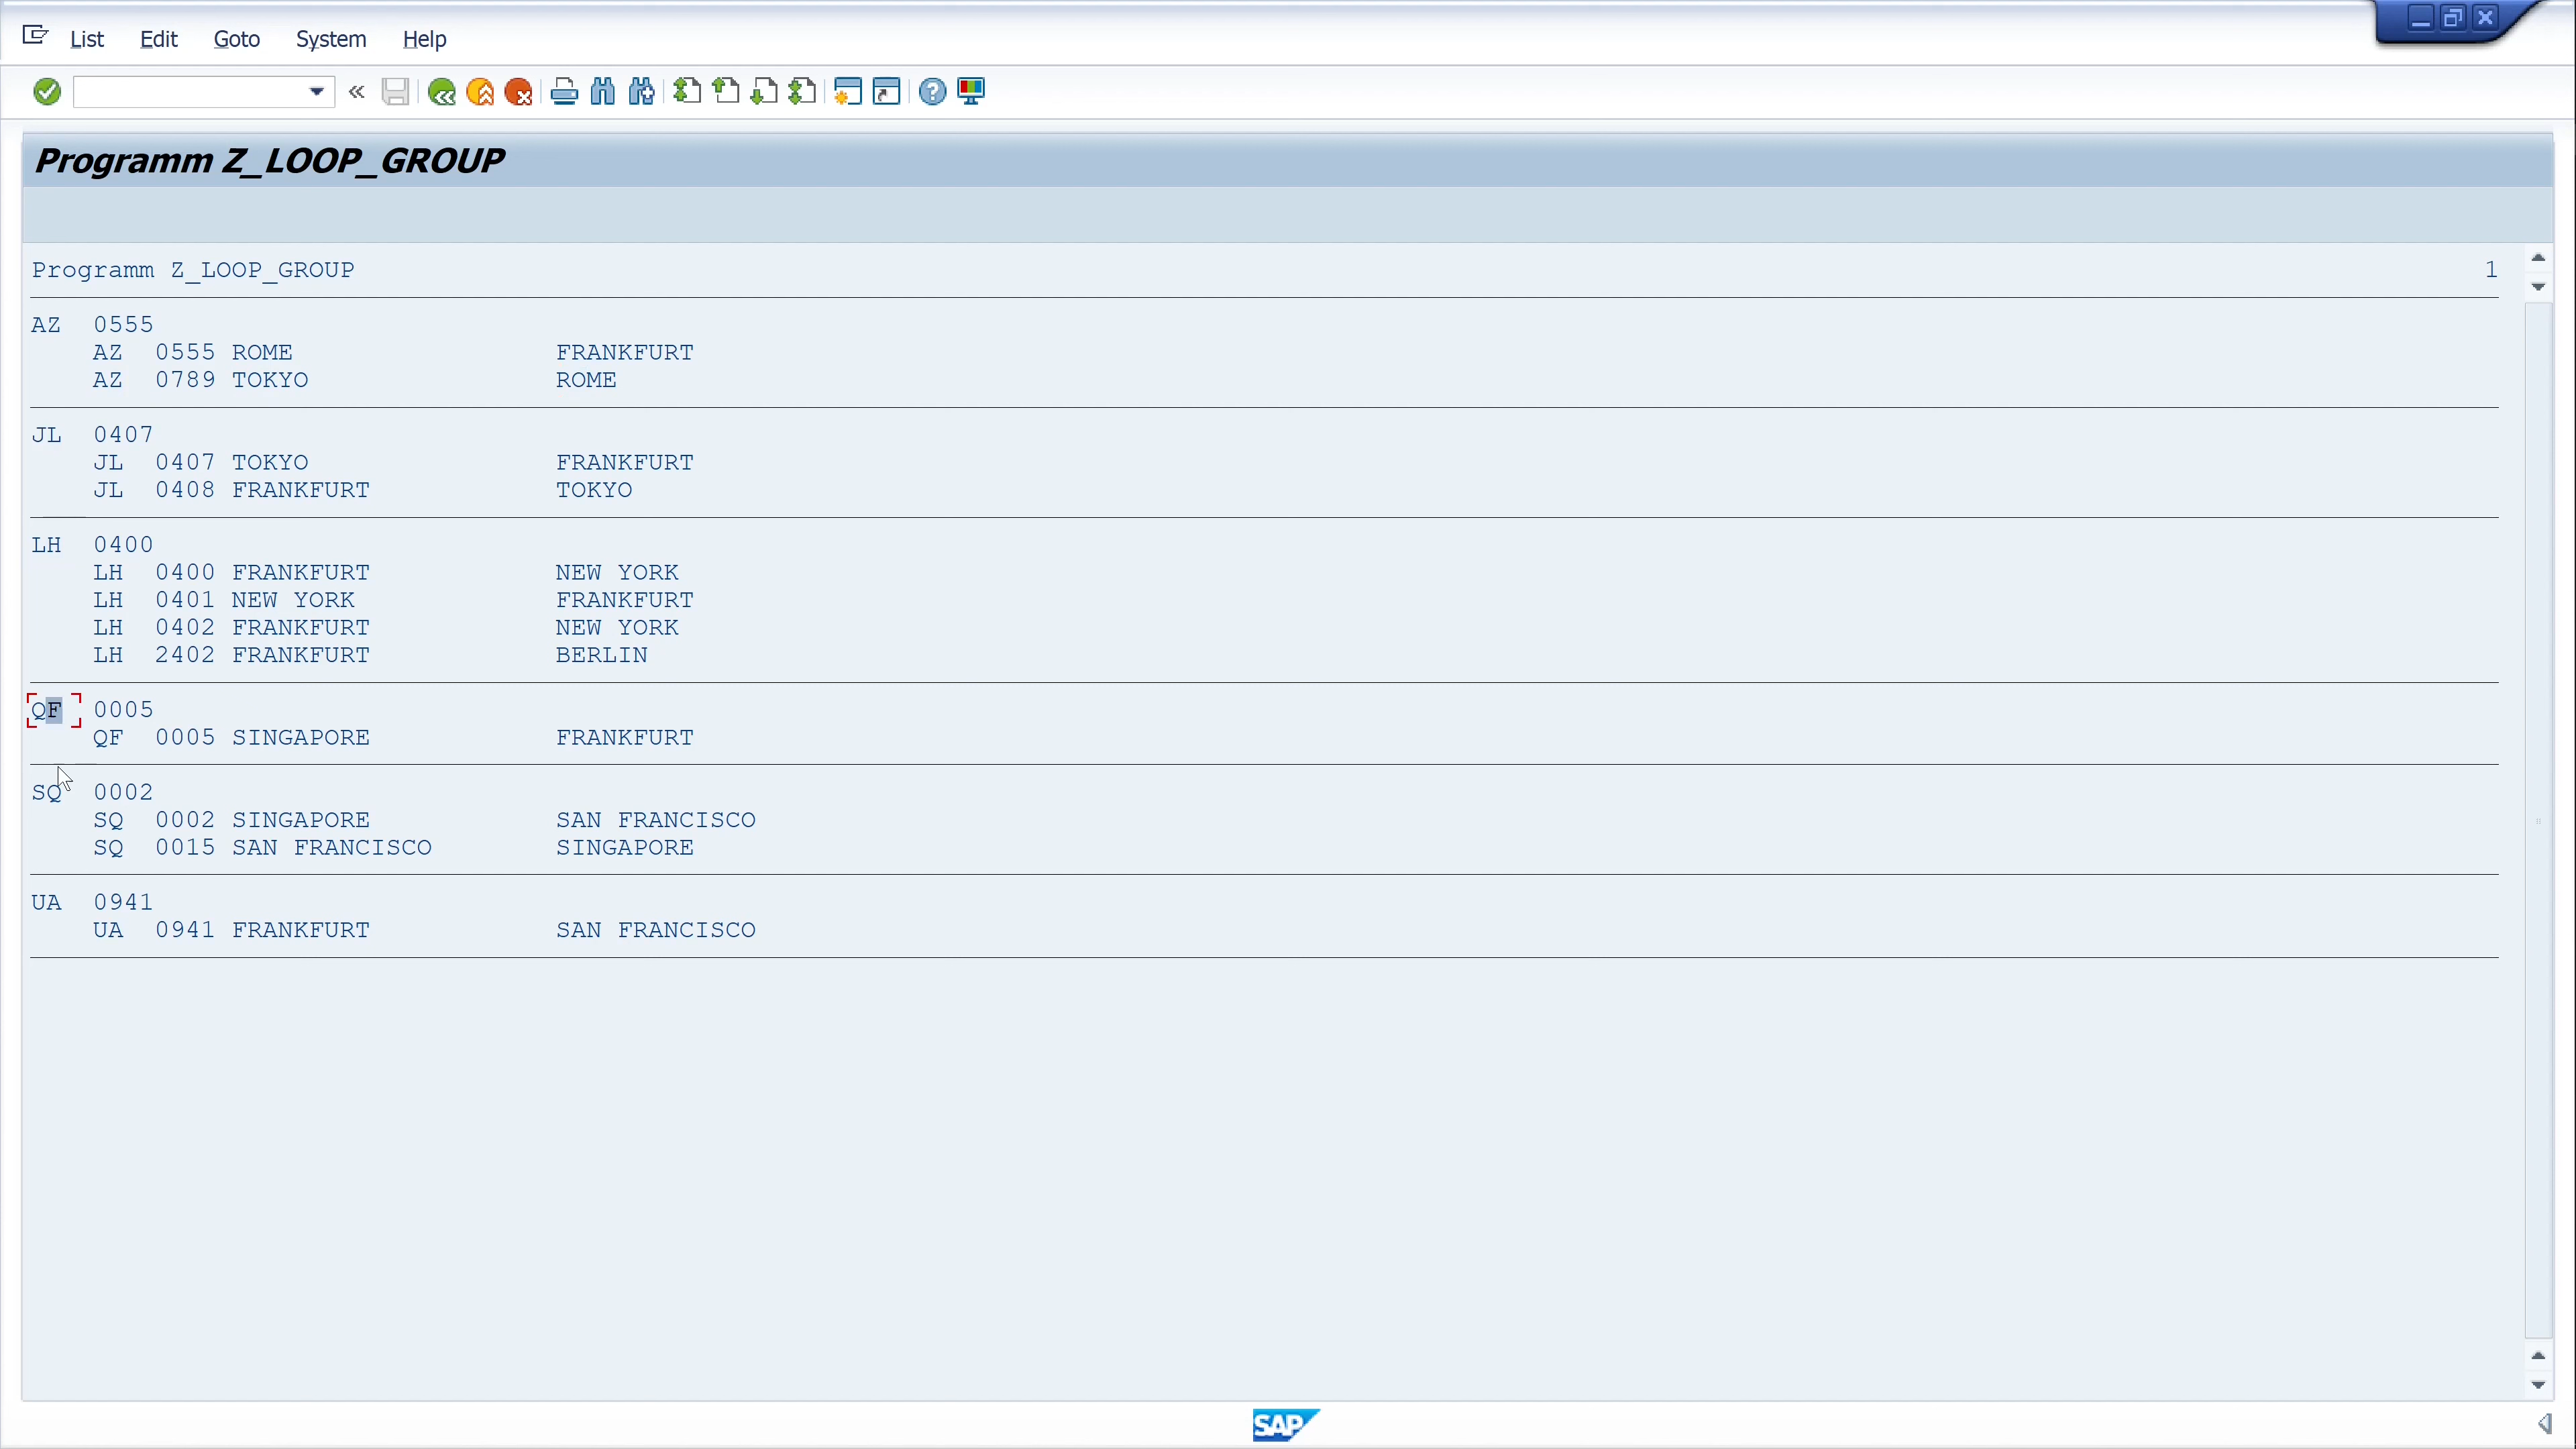 List Edit Goto System Help
Programm Z_LOOP_GROUP
Programm Z_LOOP_GROUP 1
AZ 0555
AZ 0555 ROME FRANKFURT
AZ 0789 TOKYO ROME
JL 0407
JL 0407 TOKYO FRANKFURT
JL 0408 FRANKFURT TOKYO
LH 0400
LH 0400 FRANKFURT NEW YORK
LH 0401 NEW YORK FRANKFURT
LH 0402 FRANKFURT NEW YORK
LH 2402 FRANKFURT BERLIN
QF 0005
QF 0005 SINGAPORE FRANKFURT
SQ 0002
SQ 0002 SINGAPORE SAN FRANCISCO
SQ 0015 SAN FRANCISCO SINGAPORE
UA 0941
UA 0941 FRANKFURT SAN FRANCISCO
SAP